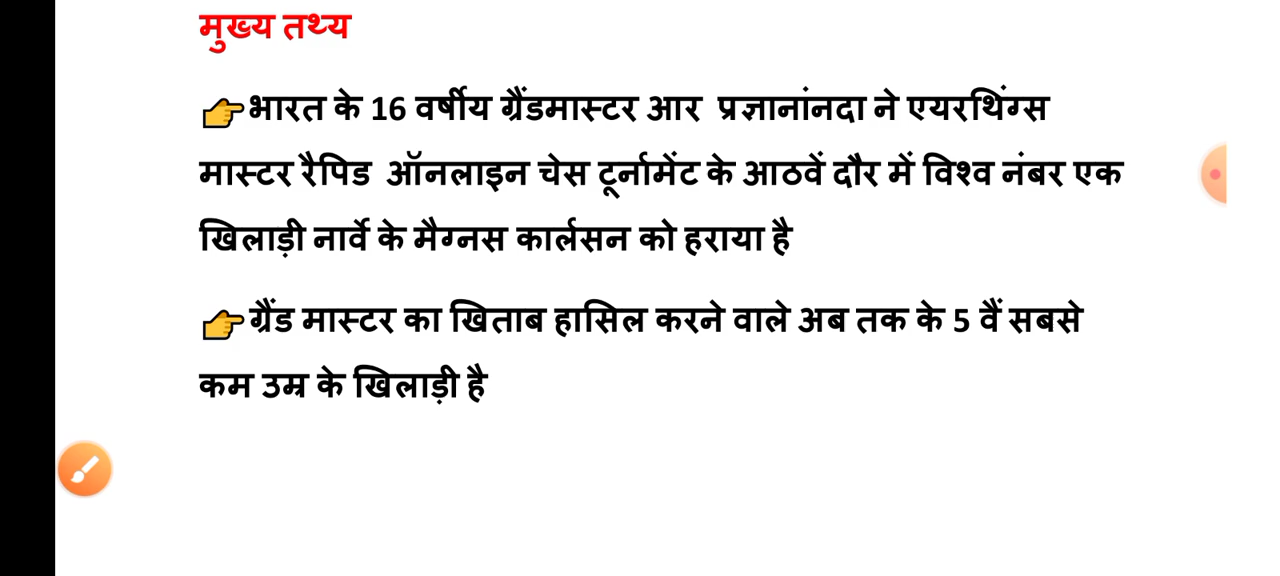 मुख्य तथ्य
👉भारत के 16 वर्षीय ग्रैंडमास्टर आर प्रज्ञानांनदा ने एयरथिंग्स
मास्टर रैपिड ऑनलाइन चेस टूर्नामेंट के आठवें दौर में विश्व नंबर एक
खिलाड़ी नार्वे के मैग्नस कार्लसन को हराया है
👉ग्रैंड मास्टर का खिताब हासिल करने वाले अब तक के 5 वैं सबसे
कम उम्र के खिलाड़ी है